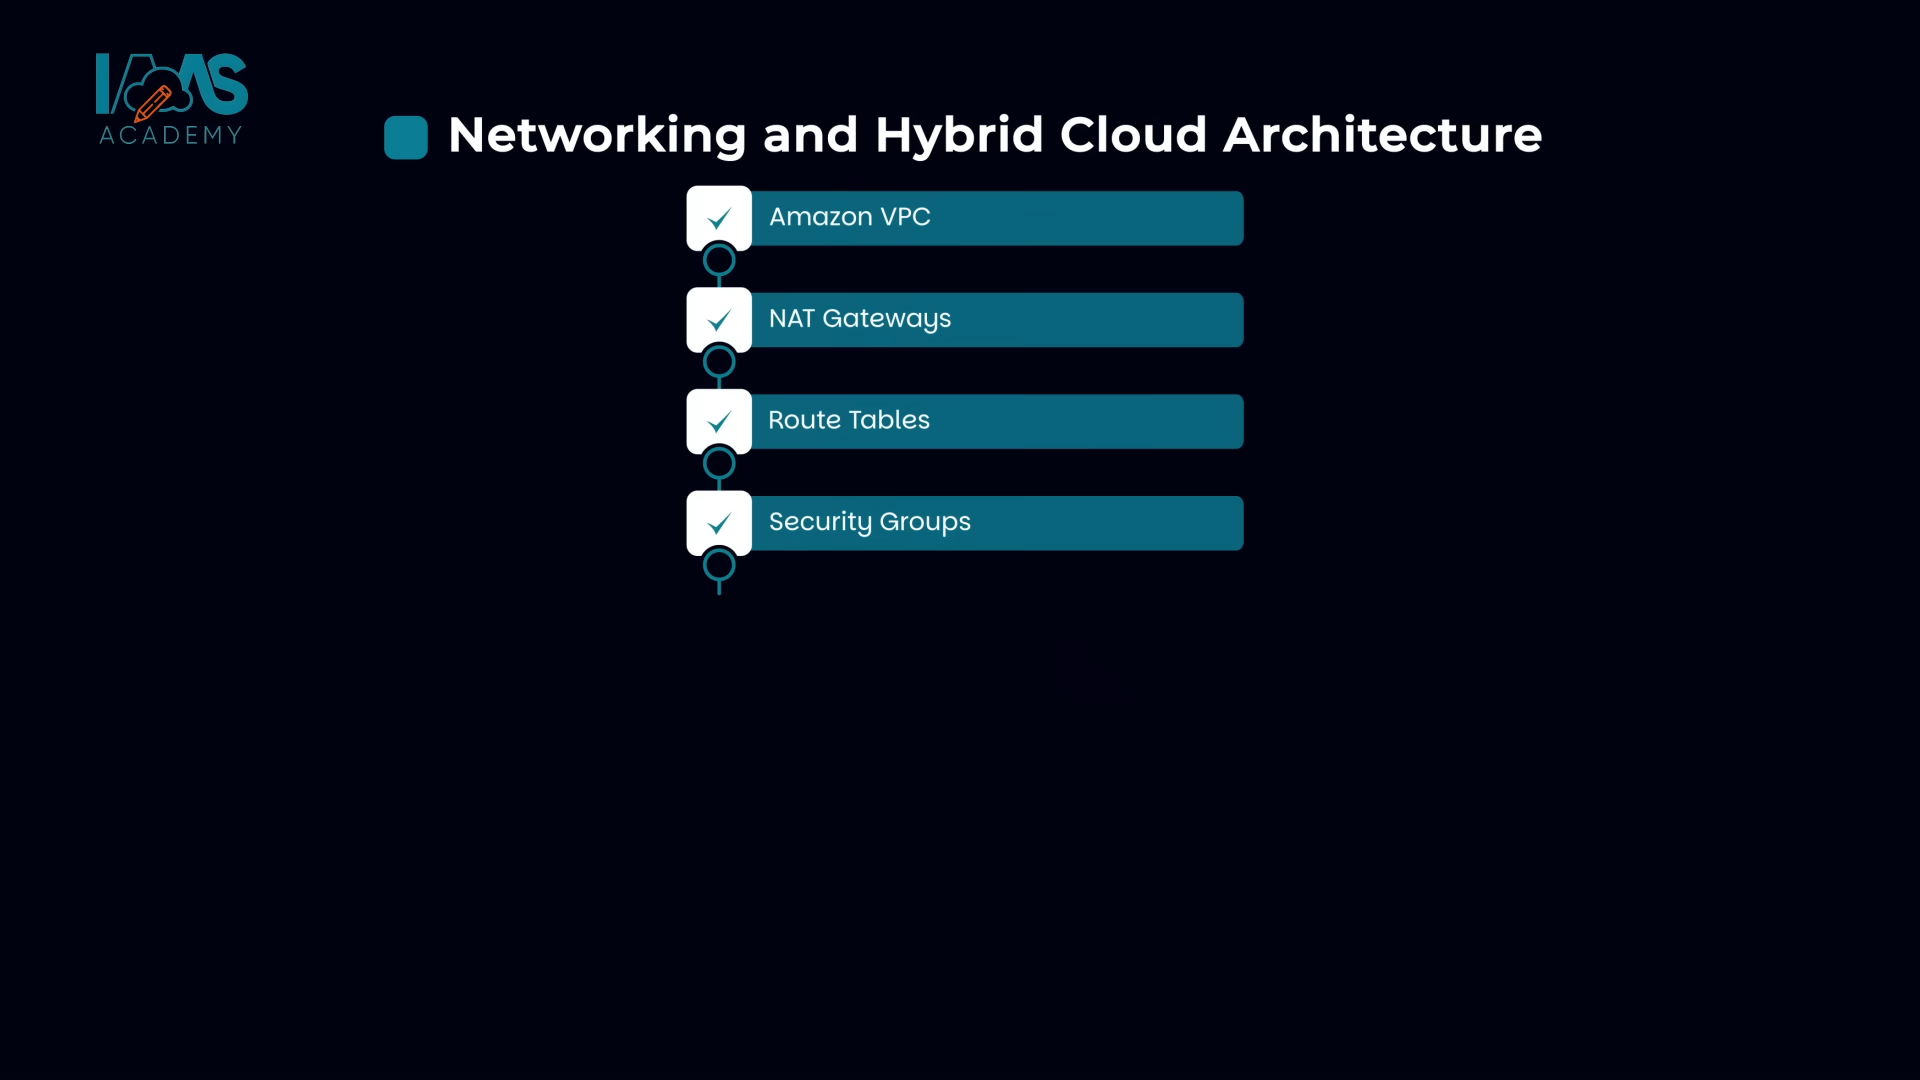 IAAS
ACADEMY
Networking and Hybrid Cloud Architecture
Amazon VPC
NAT Gateways
Route Tables
Security Groups